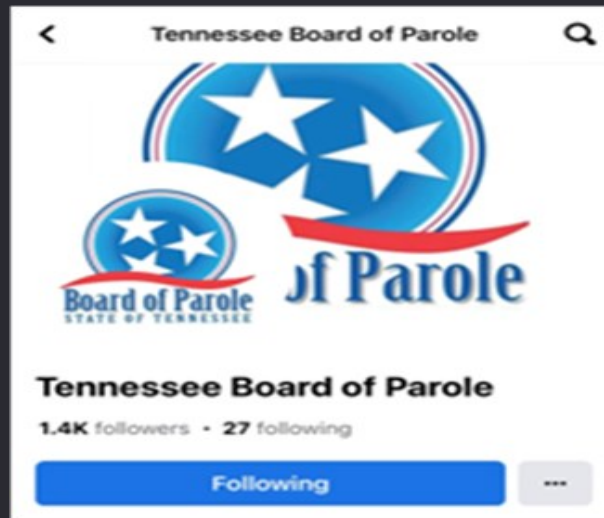 Tennessee Board of Parole
of Parole
Board of Parole
STATE OF TENNESSEE
Tennessee Board of Parole
1.4K followers · 27 following
Following